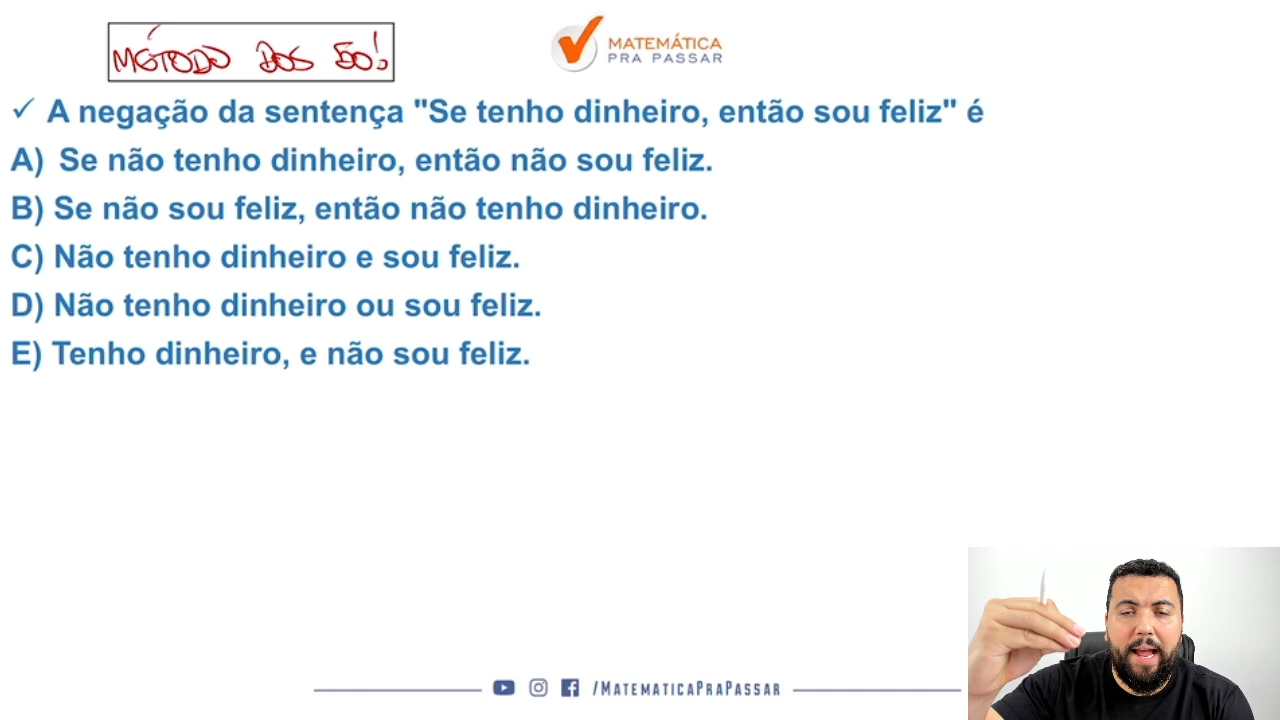 MÉTODO DOS 50!
MATEMÁTICA
PRA PASSAR
✓ A negação da sentença "Se tenho dinheiro, então sou feliz" é
A) Se não tenho dinheiro, então não sou feliz.
B) Se não sou feliz, então não tenho dinheiro.
C) Não tenho dinheiro e sou feliz.
D) Não tenho dinheiro ou sou feliz.
E) Tenho dinheiro, e não sou feliz.
/MATEMATICAPRAPASSAR